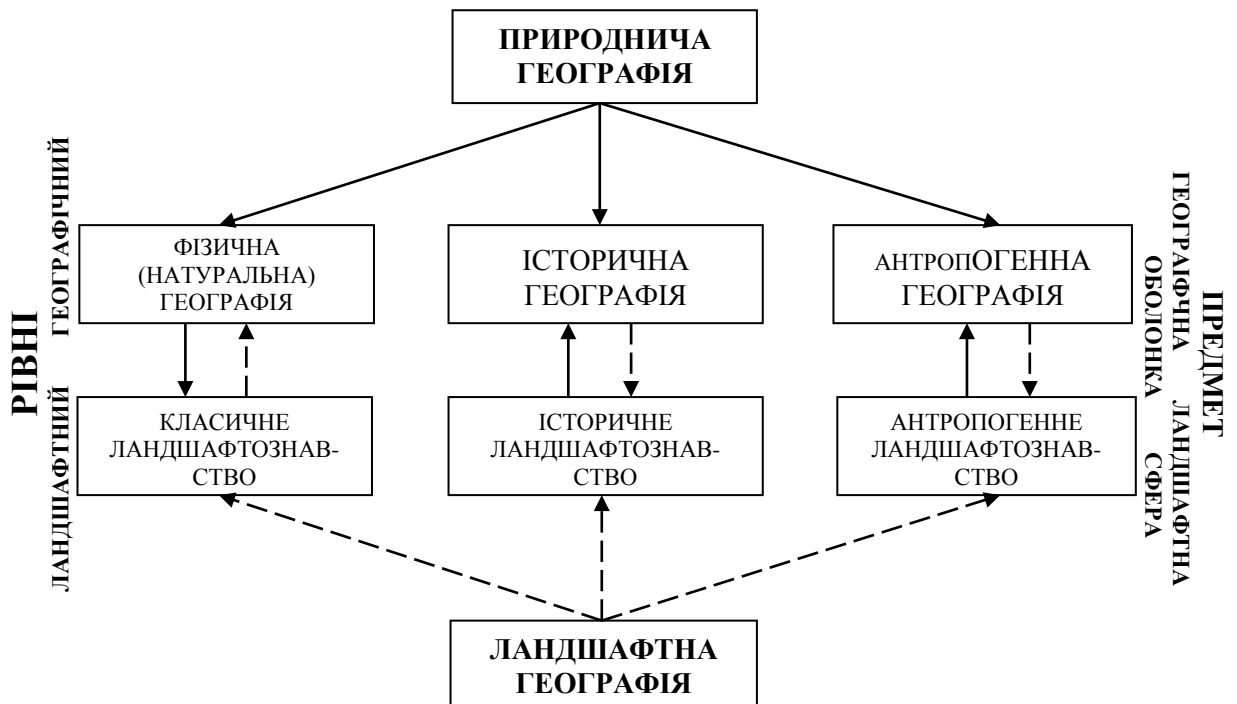 ПРИРОДНИЧА
ГЕОГРАФІЯ
РІВНІ
ГЕОГРАФІЧНИЙ
ФІЗИЧНА
(НАТУРАЛЬНА)
ГЕОГРАФІЯ
ІСТОРИЧНА
ГЕОГРАФІЯ
АНТРОПОГЕННА
ГЕОГРАФІЯ
ГЕОГРАІФЧНА
ОБОЛОНКА
ПРЕДМЕТ
ЛАНДШАФТНИЙ
КЛАСИЧНЕ
ЛАНДШАФТОЗНАВ-
СТВО
ІСТОРИЧНЕ
ЛАНДШАФТОЗНАВ-
СТВО
АНТРОПОГЕННЕ
ЛАНДШАФТОЗНАВ-
СТВО
ЛАНДШАФТНА
СФЕРА
ЛАНДШАФТНА
ГЕОГРАФІЯ